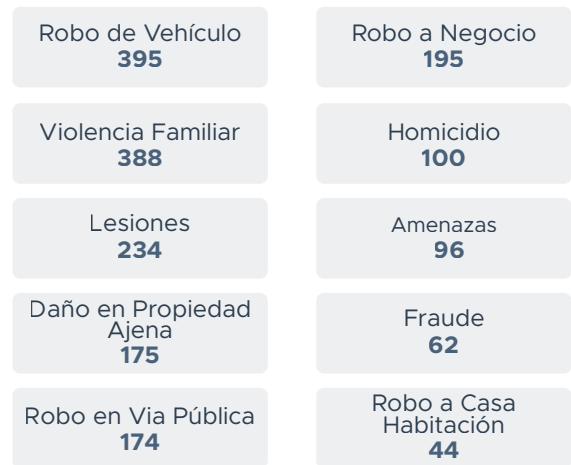 Robo de Vehículo
395
Robo a Negocio
195
Violencia Familiar
388
Homicidio
100
Lesiones
234
Amenazas
96
Daño en Propiedad
Ajena
175
Fraude
62
Robo en Via Pública
174
Robo a Casa
Habitación
44